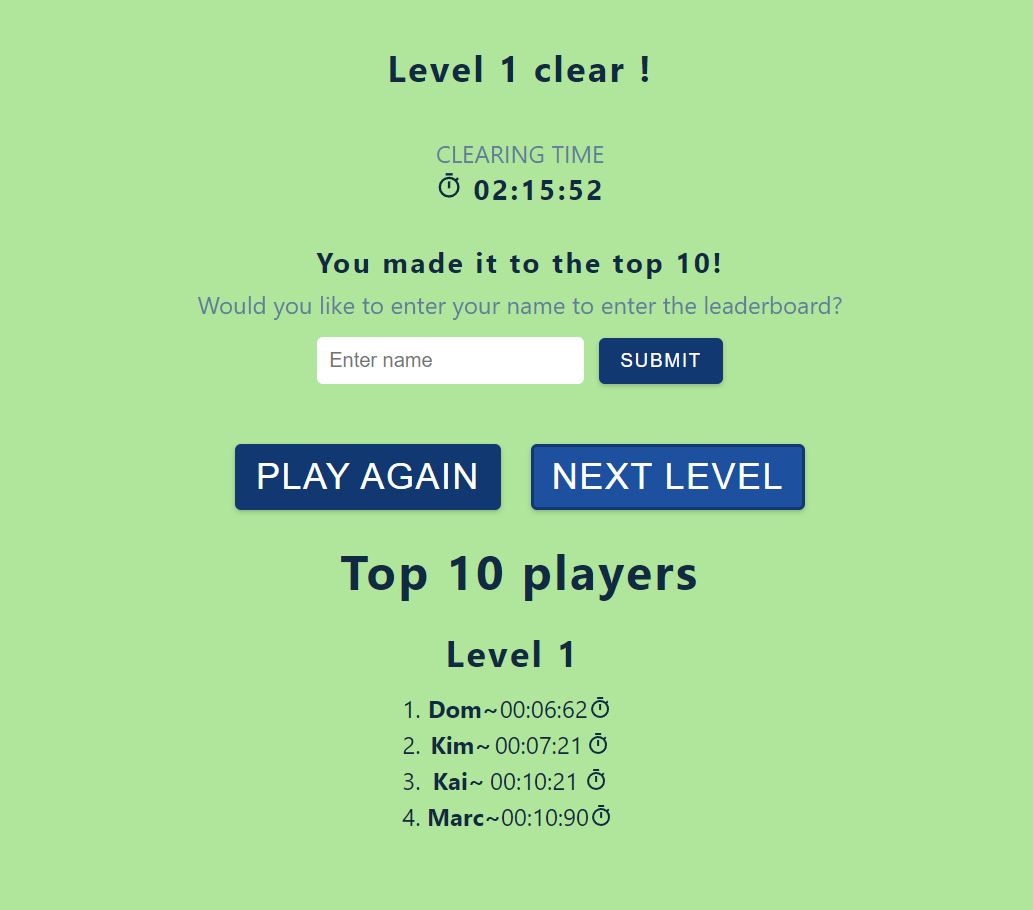 Level 1 clear !
CLEARING TIME
02:15:52
You made it to the top 10!
Would you like to enter your name to enter the leaderboard?
Enter name SUBMIT
PLAY AGAIN NEXT LEVEL
Top 10 players
Level 1
1. Dom~00:06:62
2. Kim~ 00:07:21
3. Kai~ 00:10:21
4. Marc~00:10:90